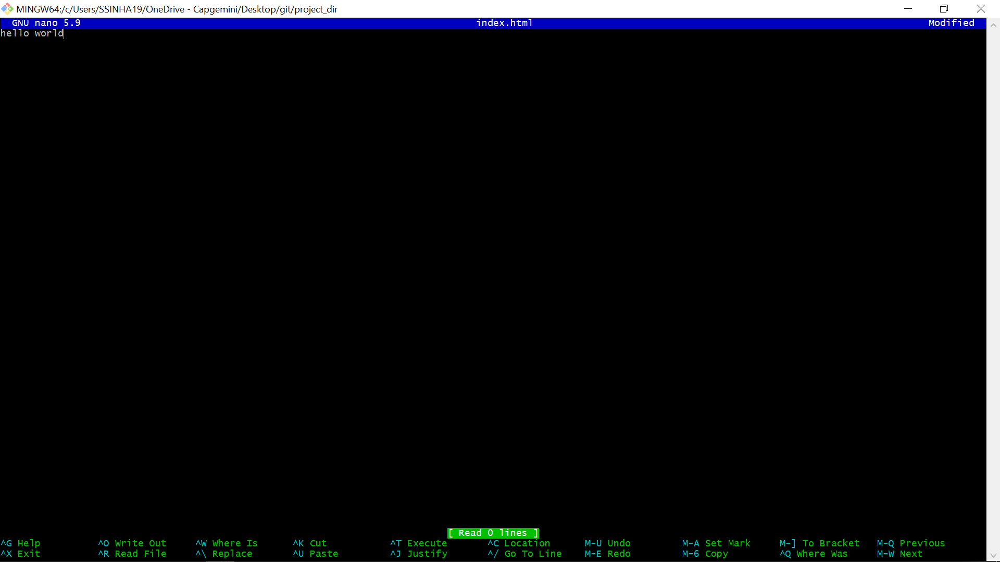 MINGW64:/c/Users/SSINHA19/OneDrive - Capgemini/Desktop/git/project_dir
GNU nano 5.9 index.html Modified
hello world
[ Read 0 lines ]
^G Help ^O Write Out ^W Where Is ^K Cut ^T Execute ^C Location M-U Undo M-A Set Mark M-] To Bracket M-Q Previous
^X Exit ^R Read File ^\ Replace ^U Paste ^J Justify ^/ Go To Line M-E Redo M-6 Copy ^Q Where Was M-W Next